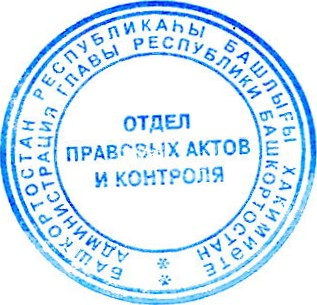 БАШҠОРТОСТАН РЕСПУБЛИКАҺЫ БАШЛЫҒЫ ХАКИМИӘТЕ
АДМИНИСТРАЦИЯ ГЛАВЫ РЕСПУБЛИКИ БАШКОРТОСТАН
ОТДЕЛ
ПРАВОВЫХ АКТОВ
И КОНТРОЛЯ